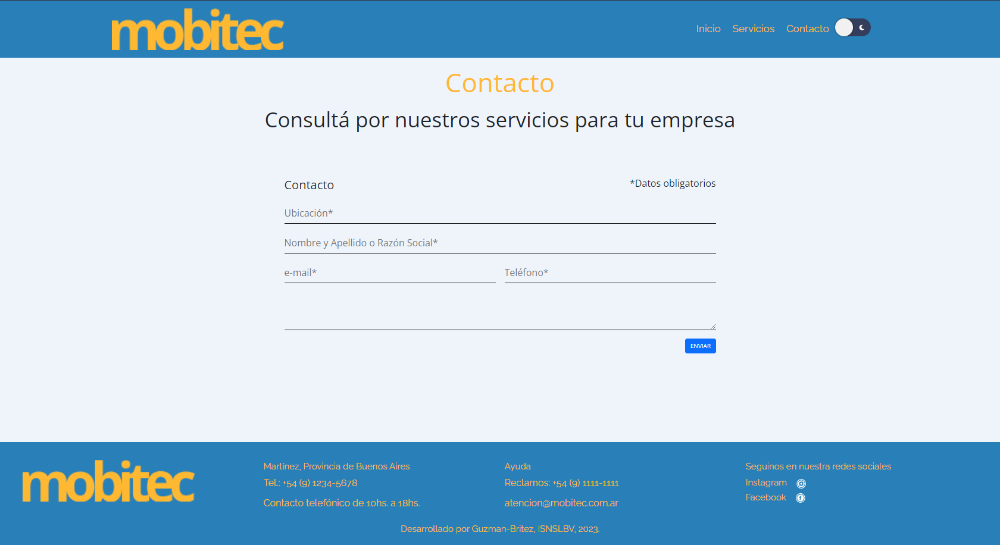 mobitec
Inicio Servicios Contacto
Contacto
Consultá por nuestros servicios para tu empresa
Contacto
*Datos obligatorios
Ubicación*
Nombre y Apellido o Razón Social*
e-mail*
Teléfono*
ENVIAR
mobitec
Martínez, Provincia de Buenos Aires
Tel.: +54 (9) 1234-5678
Contacto telefónico de 10hs. a 18hs.
Ayuda
Reclamos: +54 (9) 1111-1111
atencion@mobitec.com.ar
Seguinos en nuestra redes sociales
Instagram
Facebook
Desarrollado por Guzman-Britez, ISNSLBV, 2023.